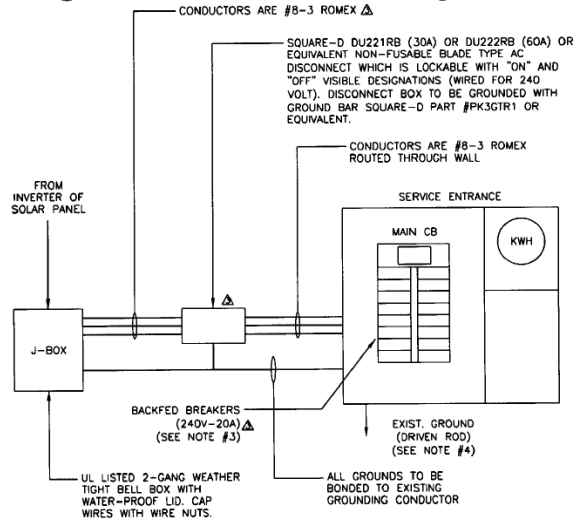 CONDUCTORS ARE #8-3 ROMEX 3
SQUARE-D DU221RB (30A) OR DU222RB (60A) OR
EQUIVALENT NON-FUSABLE BLADE TYPE AC
DISCONNECT WHICH IS LOCKABLE WITH "ON" AND
"OFF" VISIBLE DESIGNATIONS (WIRED FOR 240
VOLT). DISCONNECT BOX TO BE GROUNDED WITH
GROUND BAR SQUARE-D PART #PK3GTR1 OR
EQUIVALENT.
CONDUCTORS ARE #8-3 ROMEX
ROUTED THROUGH WALL
FROM
INVERTER OF
SOLAR PANEL
SERVICE ENTRANCE
MAIN CB
KWH
3
J-BOX
BACKFED BREAKERS
(240V-20A) 3
(SEE NOTE #3)
EXIST. GROUND
(DRIVEN ROD)
(SEE NOTE #4)
UL LISTED 2-GANG WEATHER
TIGHT BELL BOX WITH
WATER-PROOF LID. CAP
WIRES WITH WIRE NUTS.
ALL GROUNDS TO BE
BONDED TO EXISTING
GROUNDING CONDUCTOR